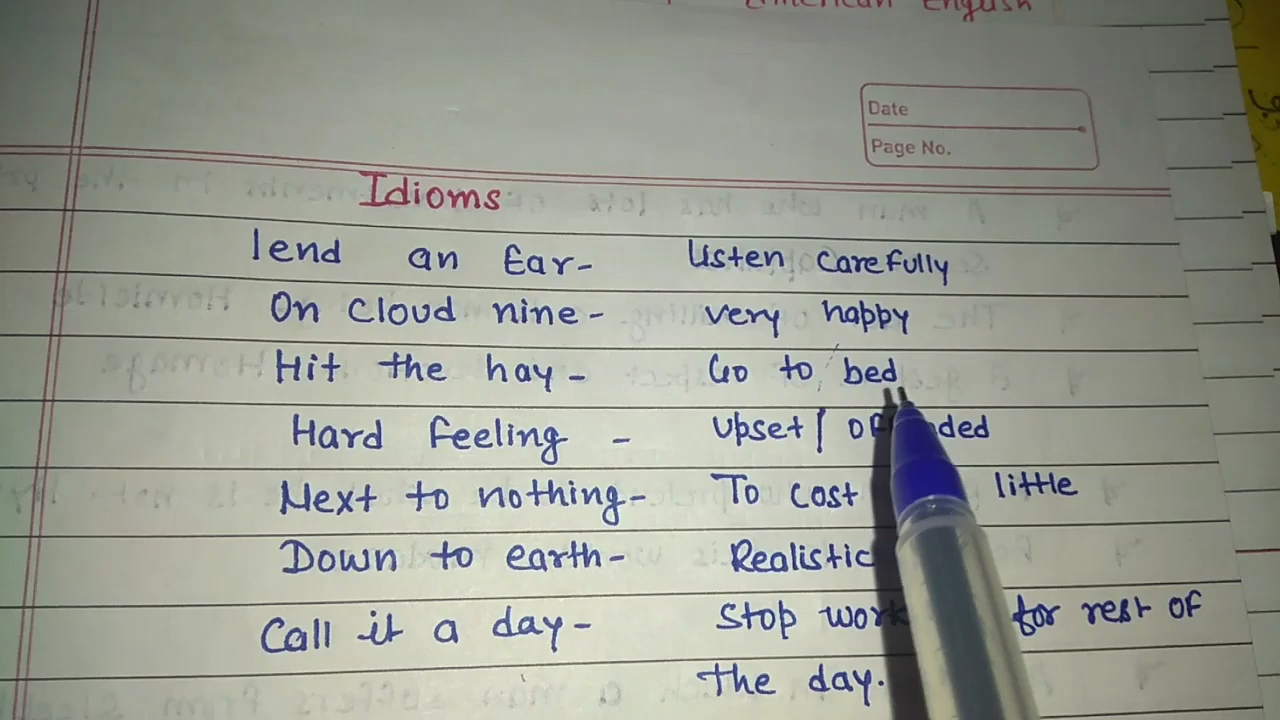 American English
Date
Page No.
Idioms
lend an Ear- Listen carefully
On cloud nine- very happy
Hit the hay- Go to bed
Hard feeling - upset/
Next to nothing- To cost little
Down to earth- Realistic
Call it a day- stop for rest of
the day.